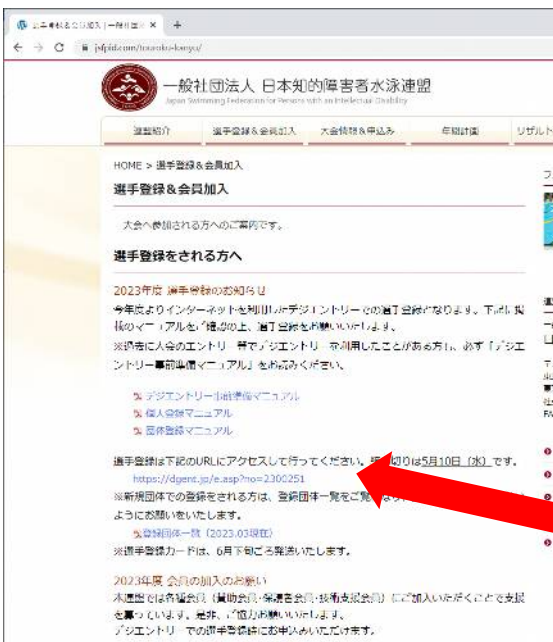 jsfpid.com/touroku-kanyu/
一般社団法人 日本知的障害者水泳連盟
Japan Swimming Federation for Persons with an Intellectual Disability
連盟紹介 選手登録&会員加入 大会情報&申込み 年間計画 リザルト
HOME > 選手登録&会員加入
選手登録&会員加入
大会へ参加される方へのご案内です。
選手登録をされる方へ
2023年度 選手登録のお知らせ
今年度よりインターネットを利用したデジエントリーでの選手登録となります。下記に掲
載のマニュアルをご確認の上、選手登録をお願いいたします。
※過去に大会のエントリー等でデジエントリーを利用したことがある方も、必ず「デジエ
ントリー事前準備マニュアル」をお読みください。
デジエントリー事前準備マニュアル
個人登録マニュアル
団体登録マニュアル
選手登録は下記のURLにアクセスして行ってください。 切りは5月10日(水)です。
https://dgent.jp/e.asp?no=2300251
※新規団体での登録をされる方は、登録団体一覧をご覧
ようにお願いをいたします。
登録団体一覧(2023.03現在)
※選手登録カードは、6月下旬ごろ発送いたします。
2023年度 会員の加入のお願い
本連盟では各種会員(賛助会員・保護者会員・技術支援会員)にご加入いただくことで支援
を募っています。是非、ご協力お願いいたします。
デジエントリーでの選手登録時にお申込みいただけます。